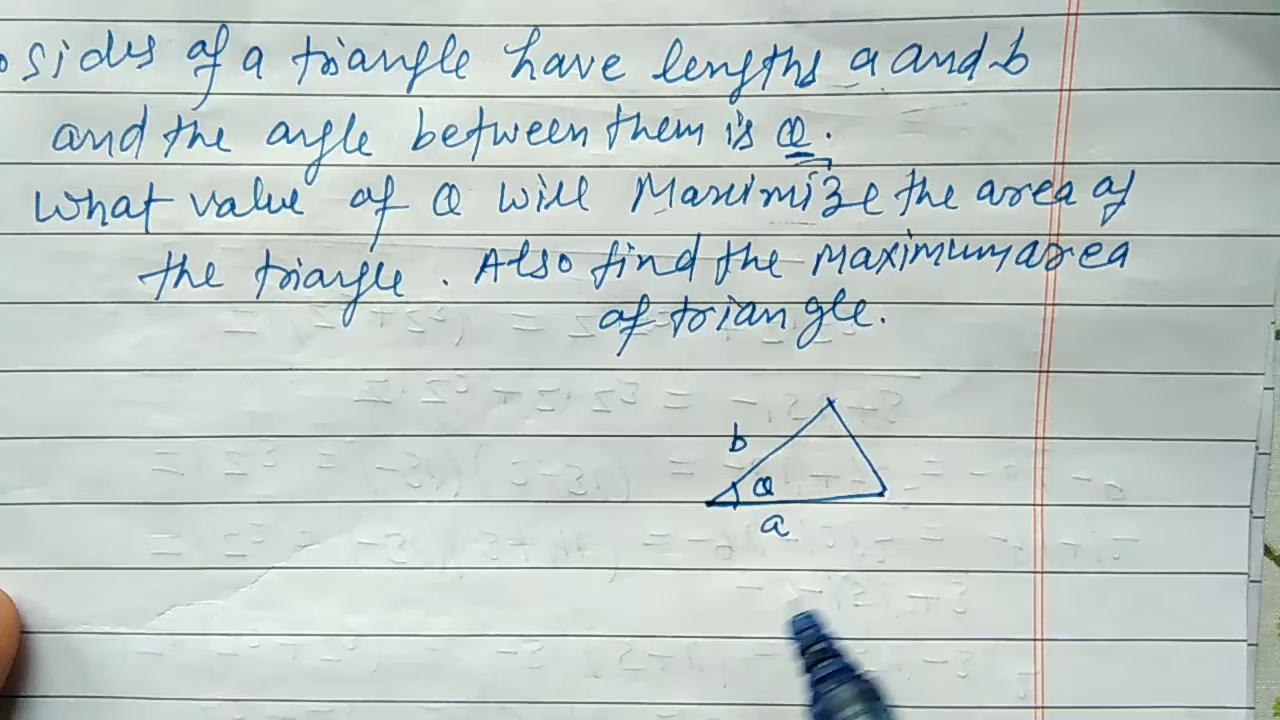 sides of a triangle have lengths a and b
and the angle between them is θ.
What value of θ will Maximize the area of
the triangle. Also find the maximum area
of triangle.
b
θ
a